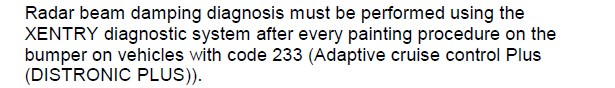 Radar beam damping diagnosis must be performed using the
XENTRY diagnostic system after every painting procedure on the
bumper on vehicles with code 233 (Adaptive cruise control Plus
(DISTRONIC PLUS)).